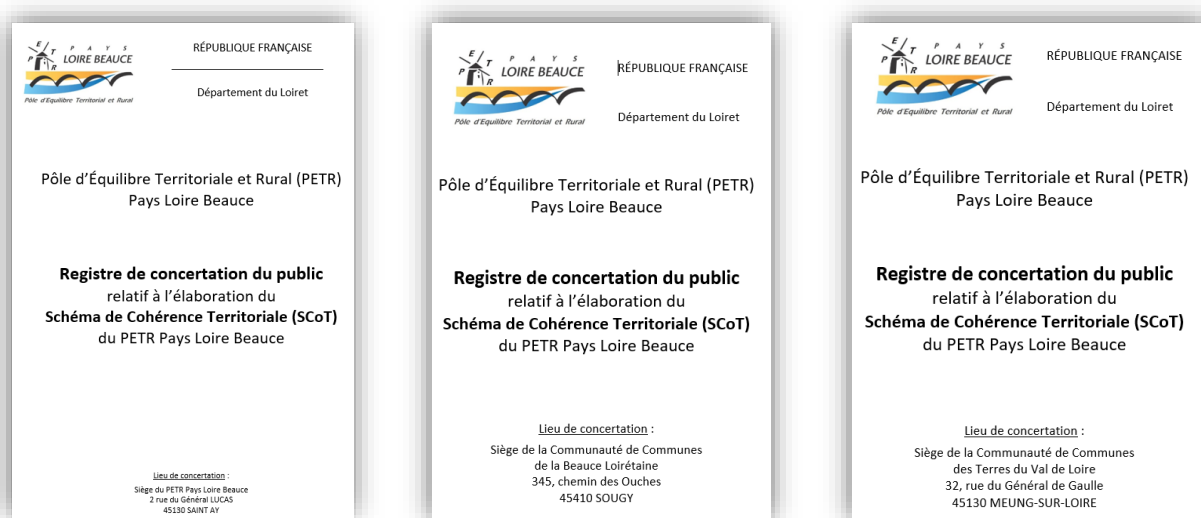 PETR
PAYS
LOIRE BEAUCE
Pôle d'Equilibre Territorial et Rural
RÉPUBLIQUE FRANÇAISE
Département du Loiret
Pôle d'Équilibre Territoriale et Rural (PETR)
Pays Loire Beauce
Registre de concertation du public
relatif à l'élaboration du
Schéma de Cohérence Territoriale (SCoT)
du PETR Pays Loire Beauce
Lieu de concertation :
Siège du PETR Pays Loire Beauce
2 rue du Général LUCAS
45130 SAINT AY
PETR
PAYS
LOIRE BEAUCE
Pôle d'Equilibre Territorial et Rural
RÉPUBLIQUE FRANÇAISE
Département du Loiret
Pôle d'Équilibre Territoriale et Rural (PETR)
Pays Loire Beauce
Registre de concertation du public
relatif à l'élaboration du
Schéma de Cohérence Territoriale (SCoT)
du PETR Pays Loire Beauce
Lieu de concertation :
Siège de la Communauté de Communes
de la Beauce Loirétaine
345, chemin des Ouches
45410 SOUGY
PETR
PAYS
LOIRE BEAUCE
Pôle d'Equilibre Territorial et Rural
RÉPUBLIQUE FRANÇAISE
Département du Loiret
Pôle d'Équilibre Territoriale et Rural (PETR)
Pays Loire Beauce
Registre de concertation du public
relatif à l'élaboration du
Schéma de Cohérence Territoriale (SCoT)
du PETR Pays Loire Beauce
Lieu de concertation :
Siège de la Communauté de Communes
des Terres du Val de Loire
32, rue du Général de Gaulle
45130 MEUNG-SUR-LOIRE